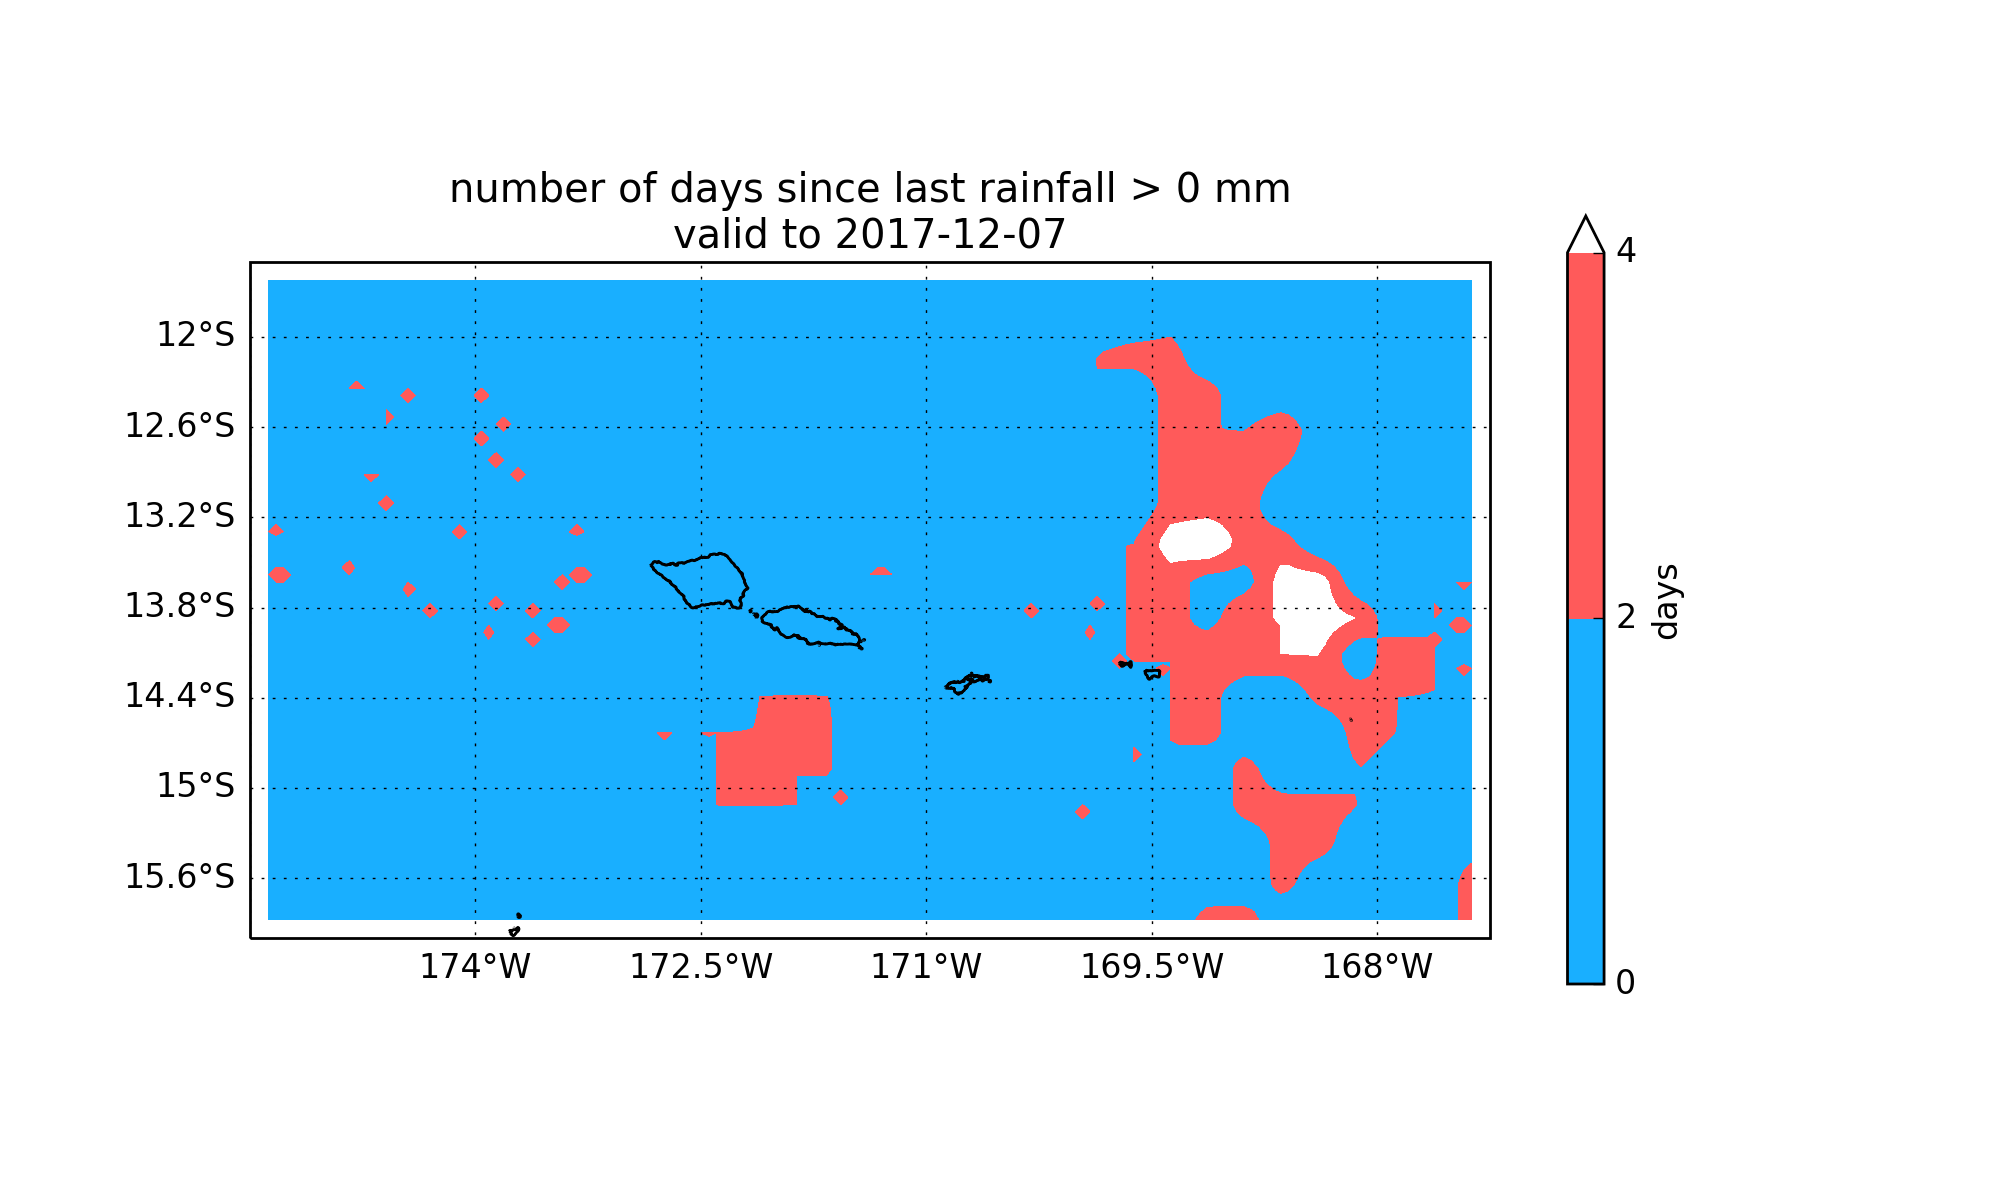 number of days since last rainfall > 0 mm
valid to 2017-12-07
12°S
12.6°S
13.2°S
13.8°S
14.4°S
15°S
15.6°S
174°W
172.5°W
171°W
169.5°W
168°W
4
2
0
days